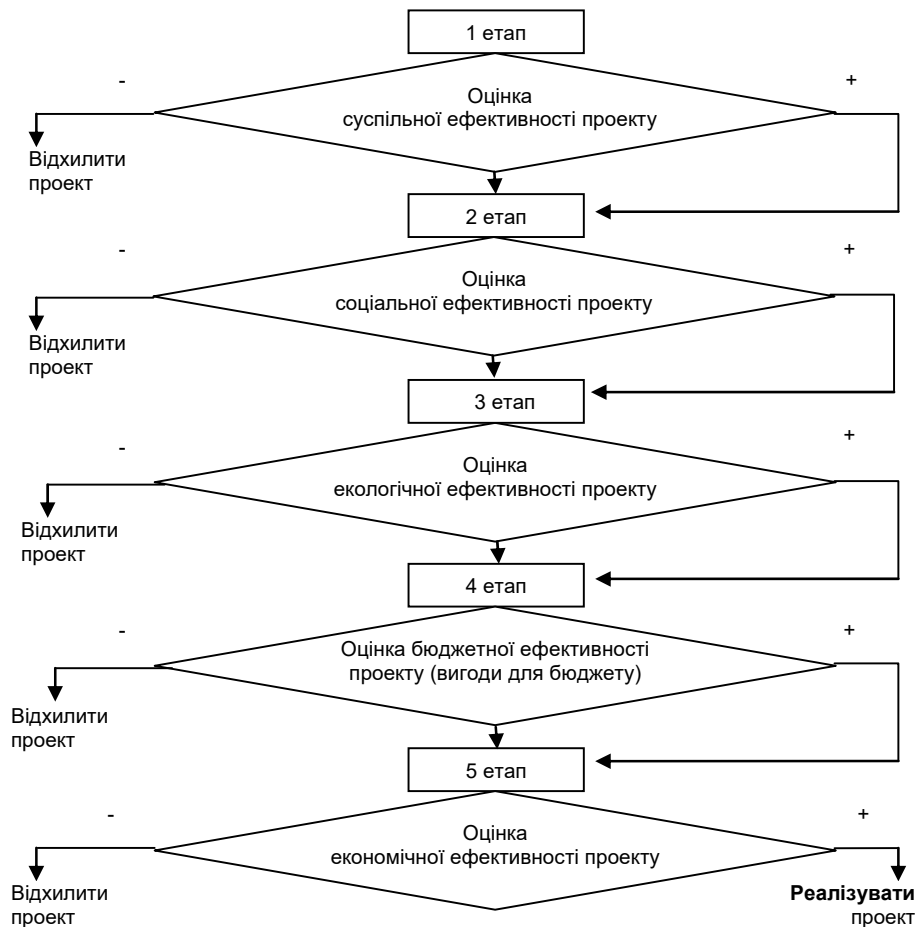 1 етап
-
+
Оцінка
суспільної ефективності проекту
Відхилити
проект
2 етап
-
+
Оцінка
соціальної ефективності проекту
Відхилити
проект
3 етап
-
+
Оцінка
екологічної ефективності проекту
Відхилити
проект
4 етап
-
+
Оцінка бюджетної ефективності
проекту (вигоди для бюджету)
Відхилити
проект
5 етап
-
+
Оцінка
економічної ефективності проекту
Відхилити
проект
Реалізувати
проект